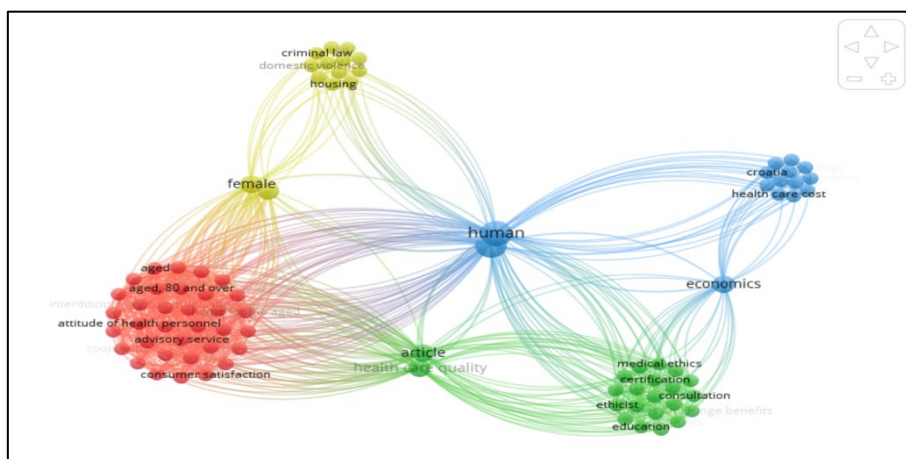 criminal law
domestic violence
housing
female
croatia
health care cost
human
economics
aged
aged, 80 and over
attitude of health personnel
advisory service
consumer satisfaction
article
health care quality
medical ethics
certification
consultation
ethicist
education